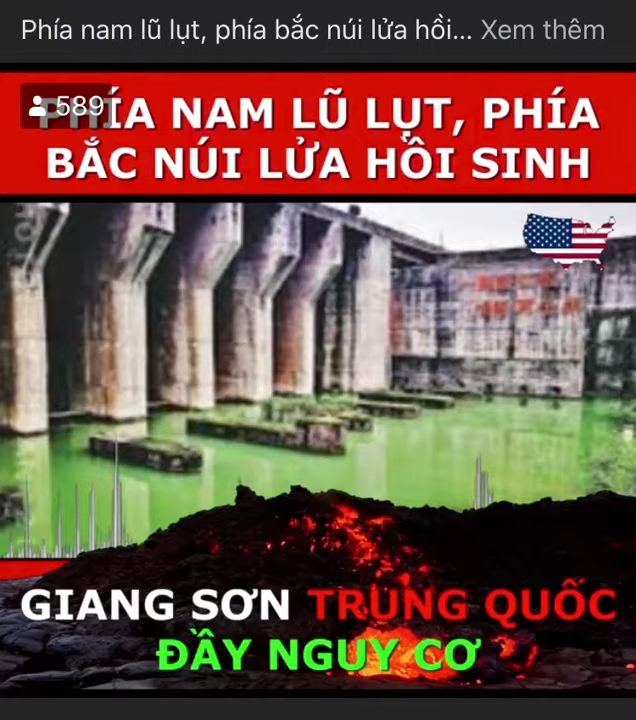 Phía nam lũ lụt, phía bắc núi lửa hồi... Xem thêm
589
PHÍA NAM LŨ LỤT, PHÍA
BẮC NÚI LỬA HỒI SINH
GIANG SƠN TRUNG QUỐC
ĐẦY NGUY CƠ